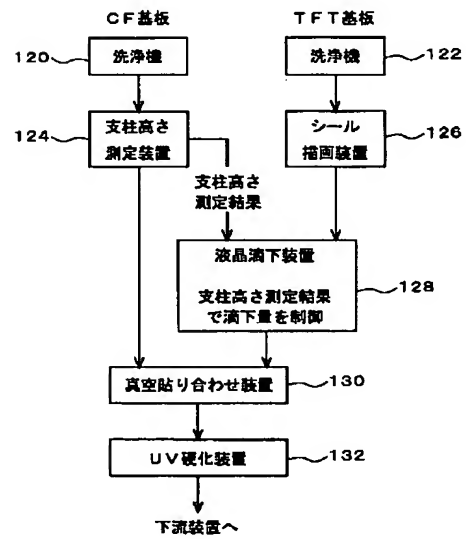 CF基板
TFT基板
120
洗浄機
洗浄機
122
124
支柱高さ
測定装置
シール
描画装置
126
支柱高さ
測定結果
液晶滴下装置
支柱高さ測定結果
で滴下量を制御
128
真空貼り合わせ装置
130
UV硬化装置
132
下流装置へ